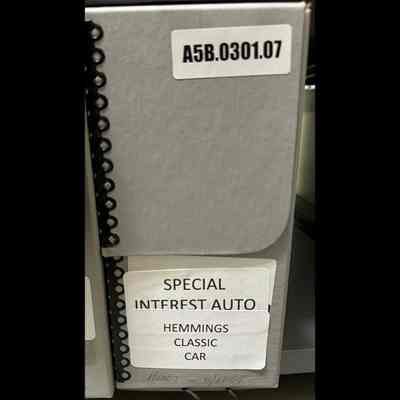 A5B.0301.07
SPECIAL
INTEREST AUTO
HEMMINGS
CLASSIC
CAR